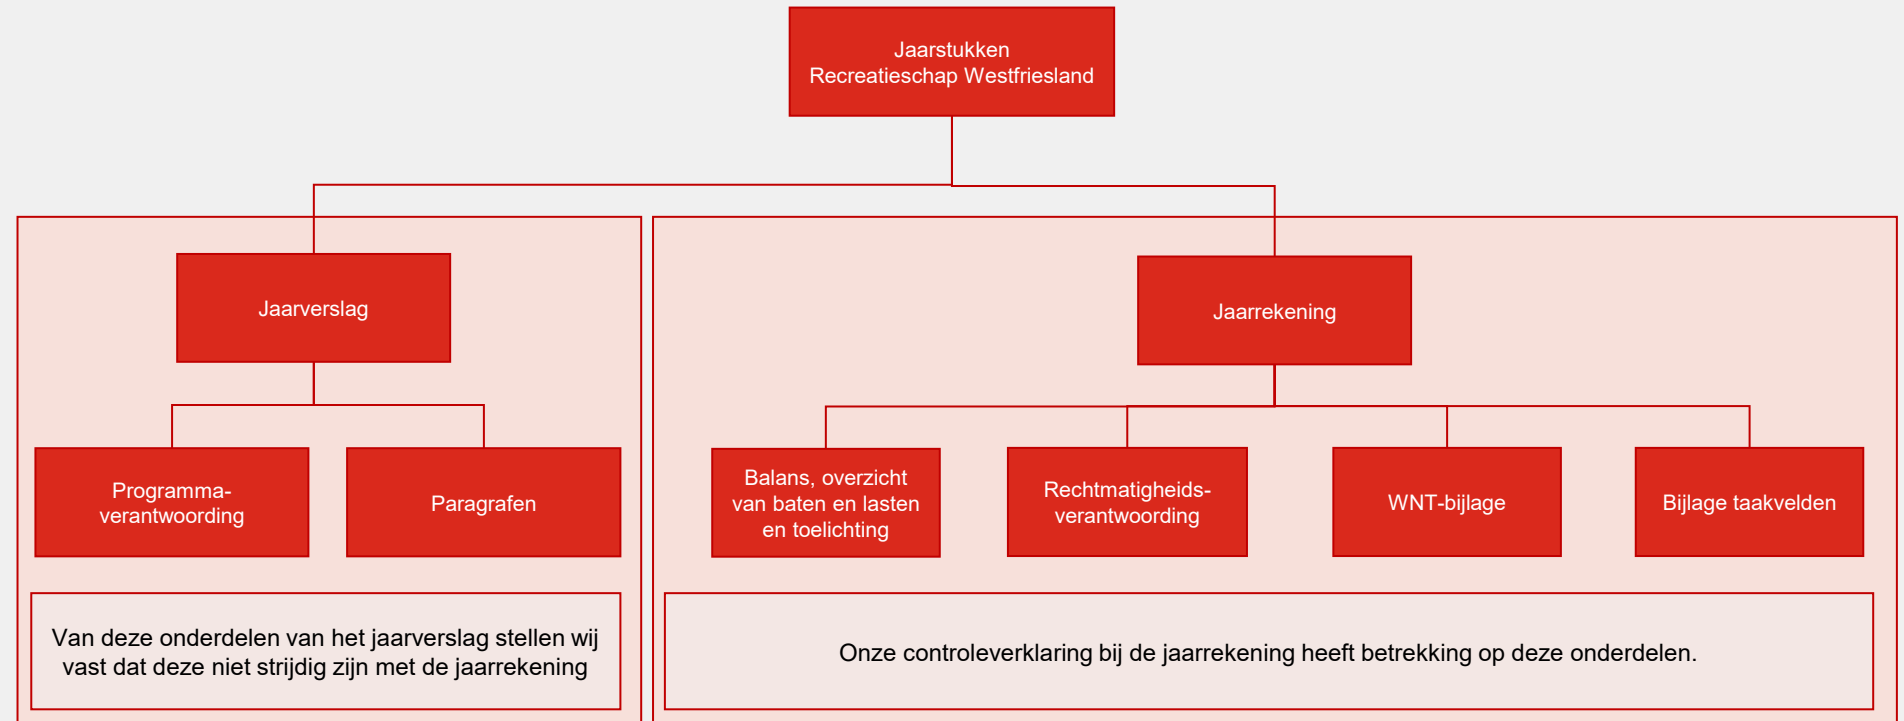 Jaarstukken
Recreatieschap Westfriesland
Jaarverslag
Jaarrekening
Programma-
verantwoording
Paragrafen
Balans, overzicht
van baten en lasten
en toelichting
Rechtmatigheids-
verantwoording
WNT-bijlage
Bijlage taakvelden
Van deze onderdelen van het jaarverslag stellen wij
vast dat deze niet strijdig zijn met de jaarrekening
Onze controleverklaring bij de jaarrekening heeft betrekking op deze onderdelen.